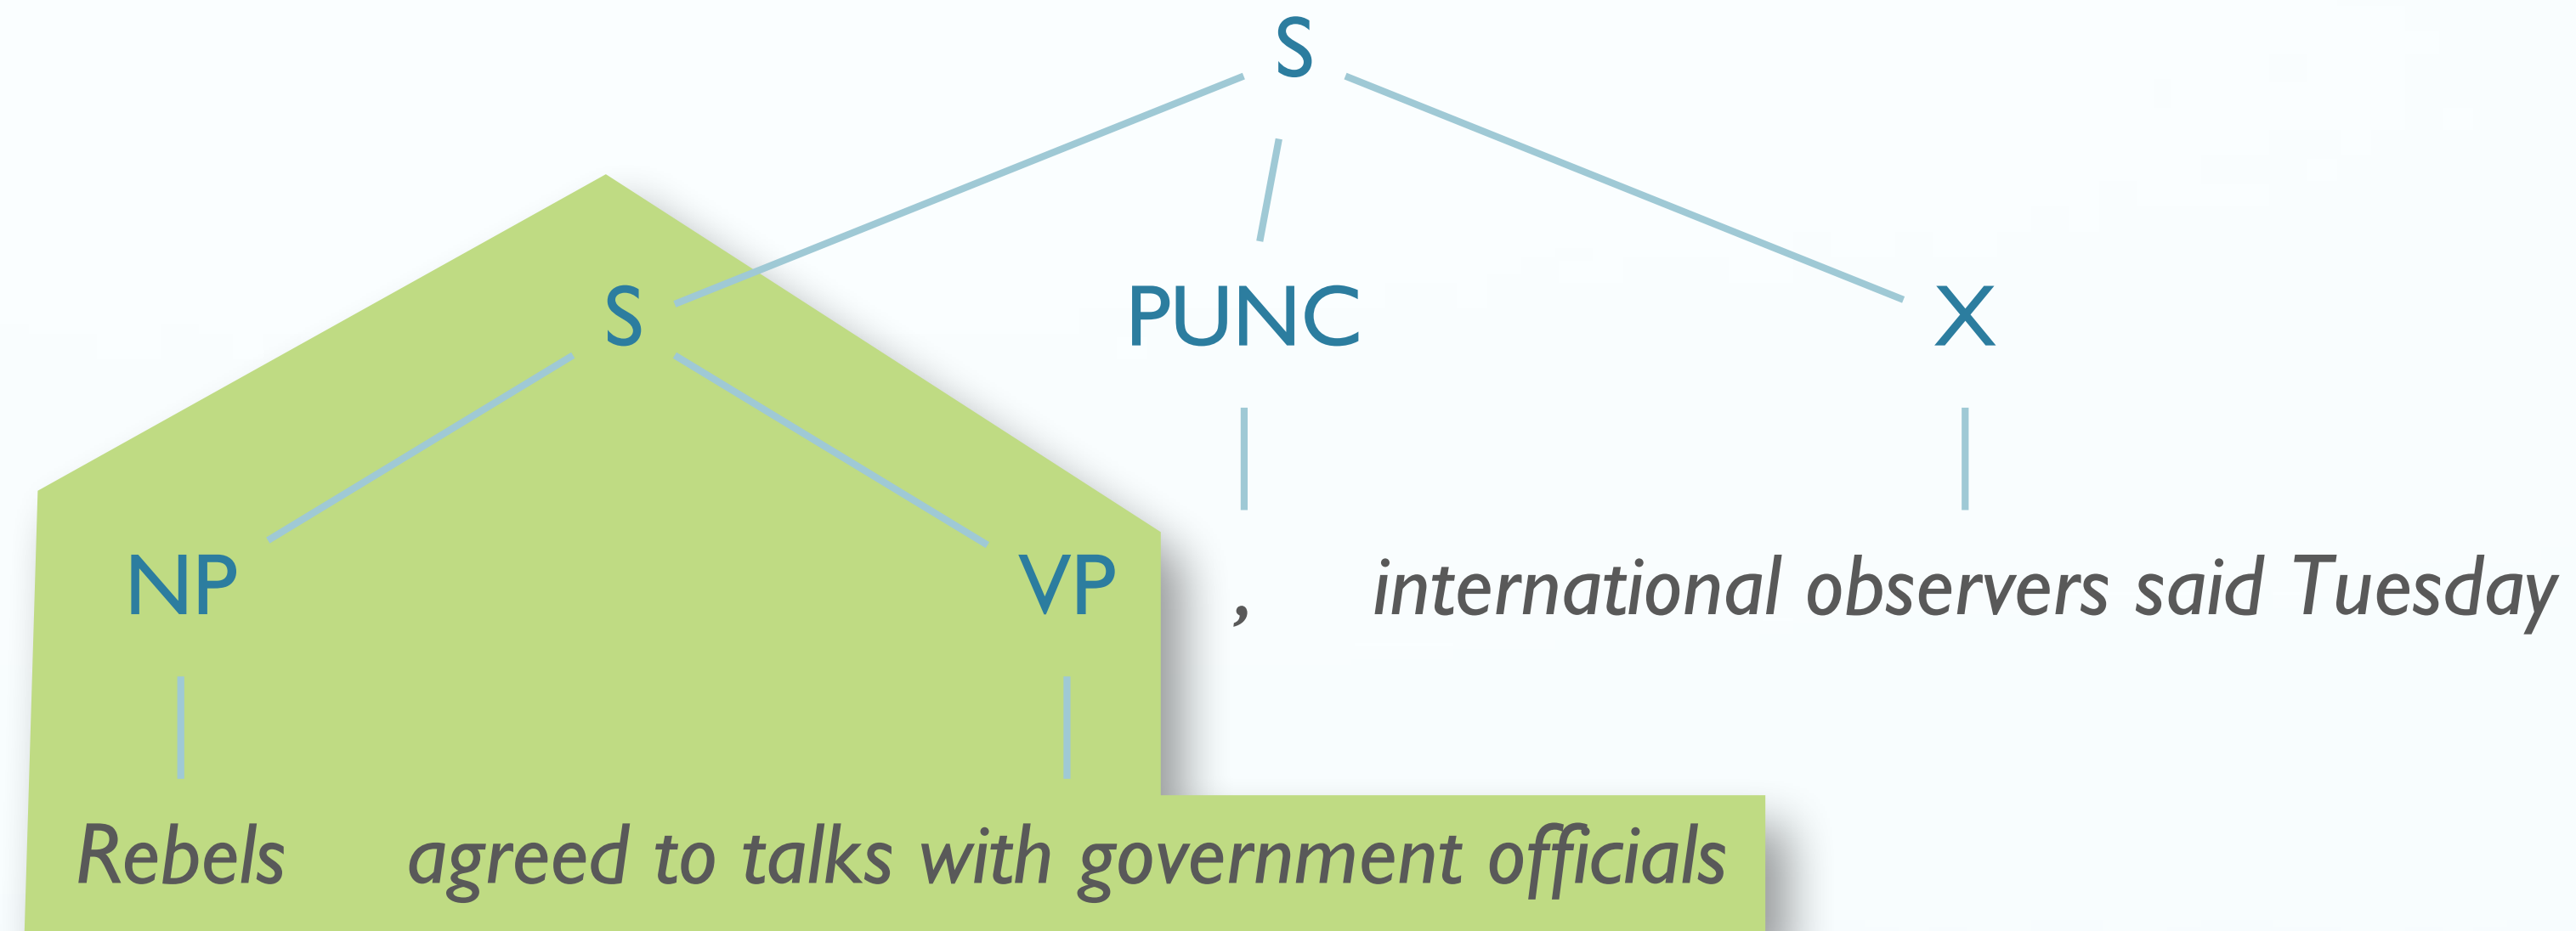 S
S PUNC X
NP VP , international observers said Tuesday
Rebels agreed to talks with government officials